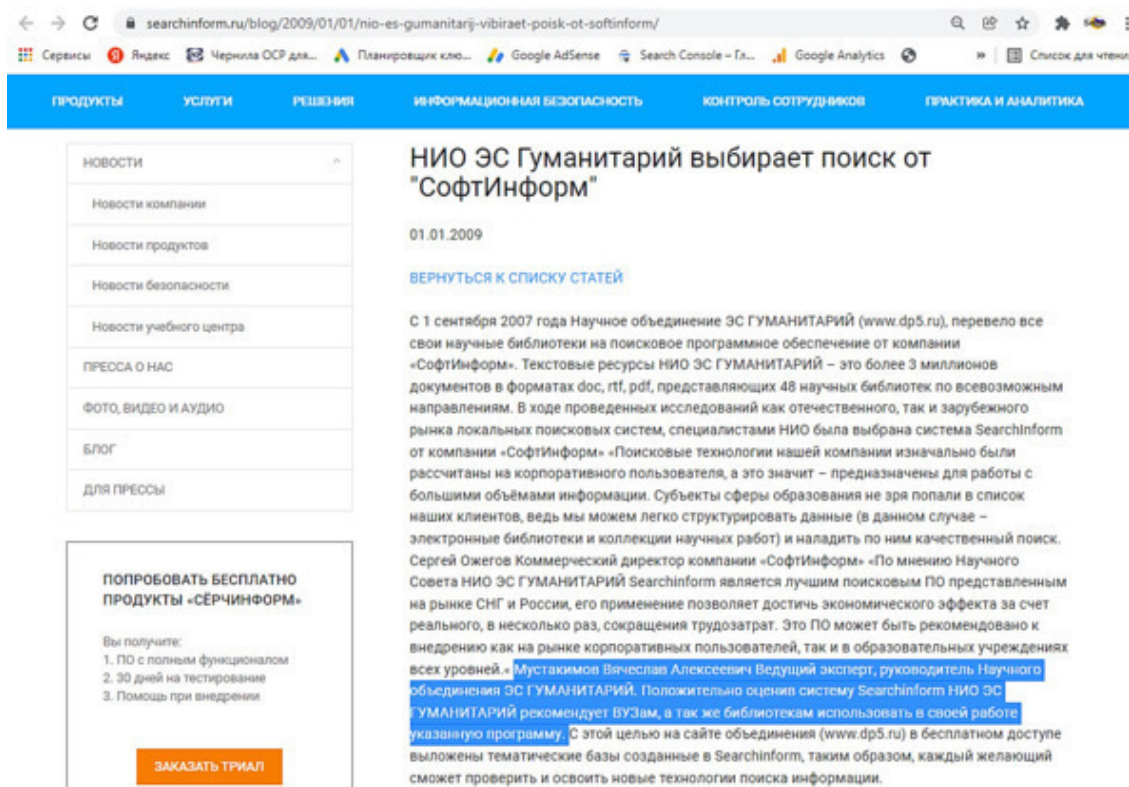 searchinform.ru/blog/2009/01/01/nio-es-gumanitarij-vibiraet-poisk-ot-softinform/
Сервисы Яндекс Чернила ОСР для... Планировщик клю... Google AdSense Search Console – Гл... Google Analytics » Список для чтени
ПРОДУКТЫ УСЛУГИ РЕШЕНИЯ ИНФОРМАЦИОННАЯ БЕЗОПАСНОСТЬ КОНТРОЛЬ СОТРУДНИКОВ ПРАКТИКА И АНАЛИТИКА
НОВОСТИ
Новости компании
Новости продуктов
Новости безопасности
Новости учебного центра
ПРЕССА О НАС
ФОТО, ВИДЕО И АУДИО
БЛОГ
ДЛЯ ПРЕССЫ
ПОПРОБОВАТЬ БЕСПЛАТНО
ПРОДУКТЫ «СЁРЧИНФОРМ»
Вы получите:
1. ПО с полным функционалом
2. 30 дней на тестирование
3. Помощь при внедрении
ЗАКАЗАТЬ ТРИАЛ
НИО ЭС Гуманитарий выбирает поиск от
"СофтИнформ"
01.01.2009
ВЕРНУТЬСЯ К СПИСКУ СТАТЕЙ
С 1 сентября 2007 года Научное объединение ЭС ГУМАНИТАРИЙ (www.dp5.ru), перевело все
свои научные библиотеки на поисковое программное обеспечение от компании
«СофтИнформ». Текстовые ресурсы НИО ЭС ГУМАНИТАРИЙ – это более 3 миллионов
документов в форматах doc, rtf, pdf, представляющих 48 научных библиотек по всевозможным
направлениям. В ходе проведенных исследований как отечественного, так и зарубежного
рынка локальных поисковых систем, специалистами НИО была выбрана система SearchInform
от компании «СофтИнформ» «Поисковые технологии нашей компании изначально были
рассчитаны на корпоративного пользователя, а это значит – предназначены для работы с
большими объёмами информации. Субъекты сферы образования не зря попали в список
наших клиентов, ведь мы можем легко структурировать данные (в данном случае –
электронные библиотеки и коллекции научных работ) и наладить по ним качественный поиск.
Сергей Ожегов Коммерческий директор компании «СофтИнформ» «По мнению Научного
Совета НИО ЭС ГУМАНИТАРИЙ Searchinform является лучшим поисковым ПО представленным
на рынке СНГ и России, его применение позволяет достичь экономического эффекта за счет
реального, в несколько раз, сокращения трудозатрат. Это ПО может быть рекомендовано к
внедрению как на рынке корпоративных пользователей, так и в образовательных учреждениях
всех уровней.« Мустакимов Вячеслав Алексеевич Ведущий эксперт, руководитель Научного
объединения ЭС ГУМАНИТАРИЙ. Положительно оценив систему Searchinform НИО ЭС
ГУМАНИТАРИЙ рекомендует ВУЗам, а так же библиотекам использовать в своей работе
указанную программу. С этой целью на сайте объединения (www.dp5.ru) в бесплатном доступе
выложены тематические базы созданные в Searchinform, таким образом, каждый желающий
сможет проверить и освоить новые технологии поиска информации.